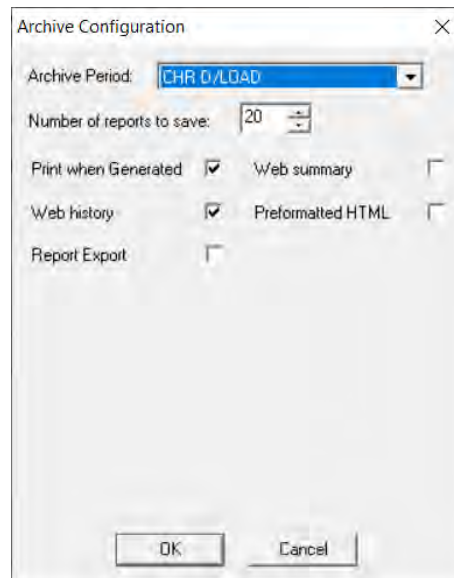 Archive Configuration
Archive Period: CHR D/LOAD
Number of reports to save: 20
Print when Generated Web summary
Web history Preformatted HTML
Report Export
OK Cancel